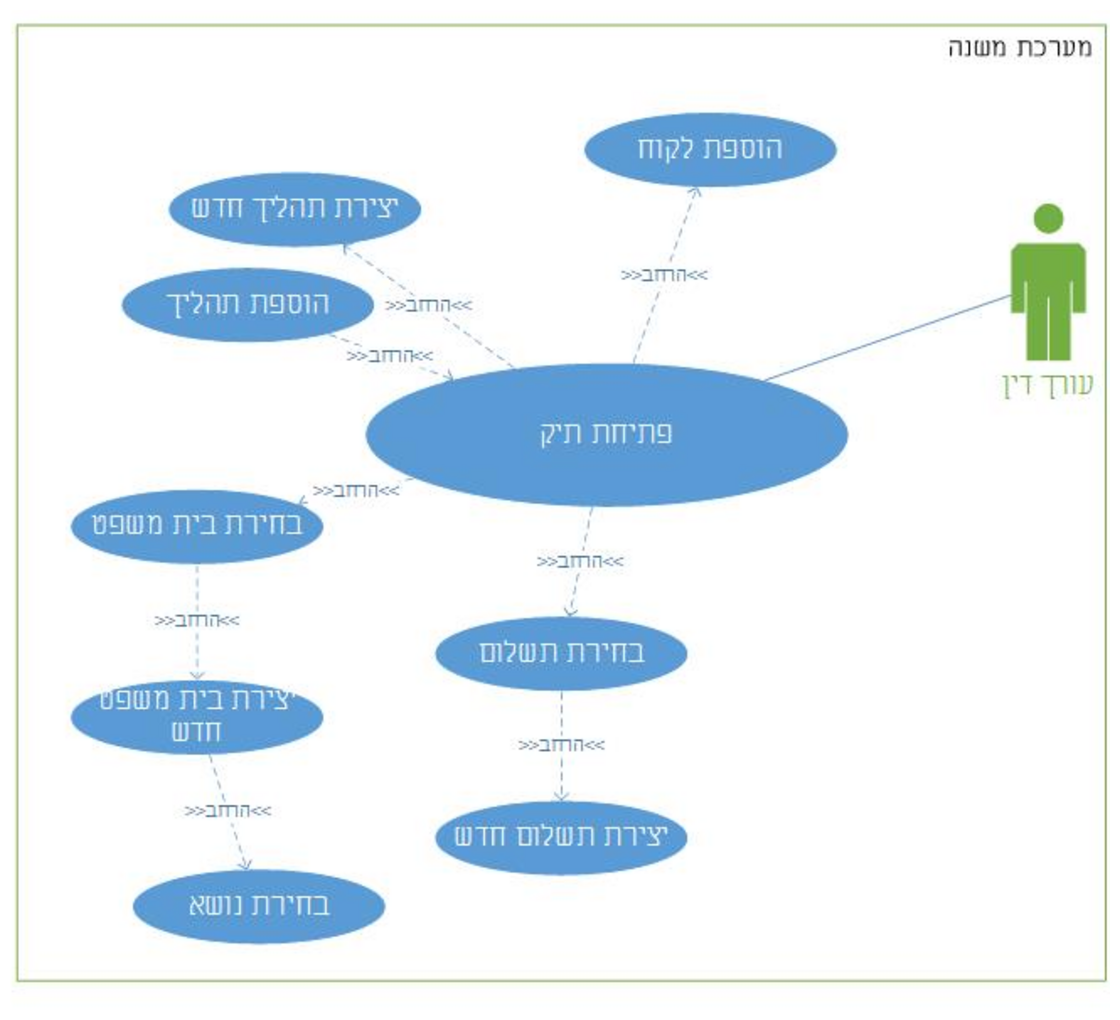 מערכת משנה
הוספת לקוח
יצירת תהליך חדש
<<הרחב>>
הוספת תהליך
<<הרחב>>
<<הרחב>>
עורך דין
פתיחת תיק
<<הרחב>>
בחירת בית משפט
<<הרחב>>
<<הרחב>>
בחירת תשלום
יצירת בית משפט
חדש
<<הרחב>>
<<הרחב>>
יצירת תשלום חדש
בחירת נושא